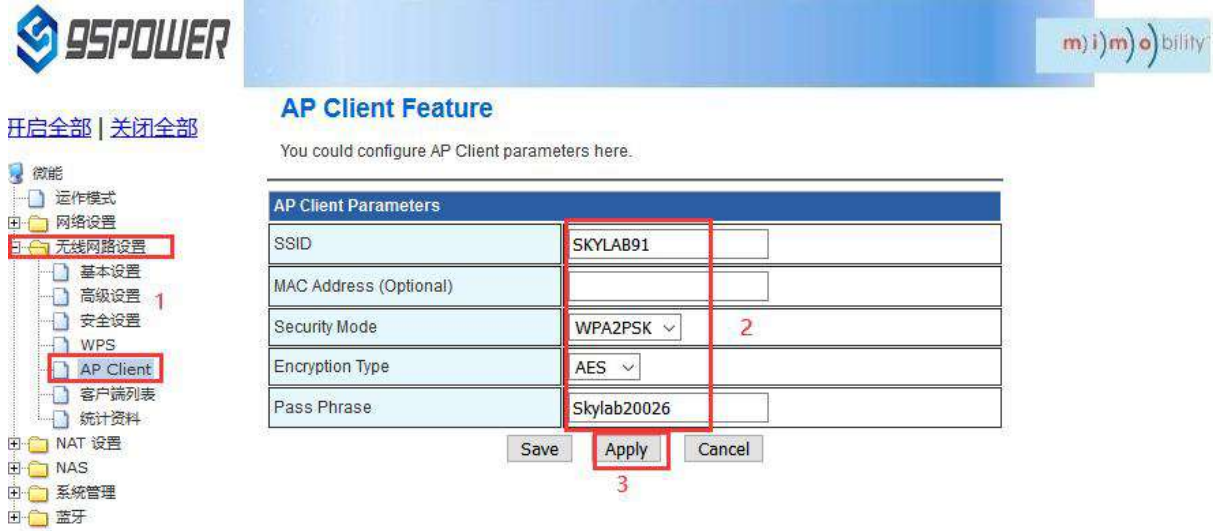 95POWER
m)i)m)o)bility
开启全部 | 关闭全部
微能
运作模式
网络设置
无线网路设置
基本设置
高级设置
1
安全设置
WPS
AP Client
客户端列表
统计资料
NAT 设置
NAS
系统管理
蓝牙
AP Client Feature
You could configure AP Client parameters here.
AP Client Parameters
SSID SKYLAB91
MAC Address (Optional)
Security Mode WPA2PSK 2
Encryption Type AES
Pass Phrase Skylab20026
Save Apply Cancel
3